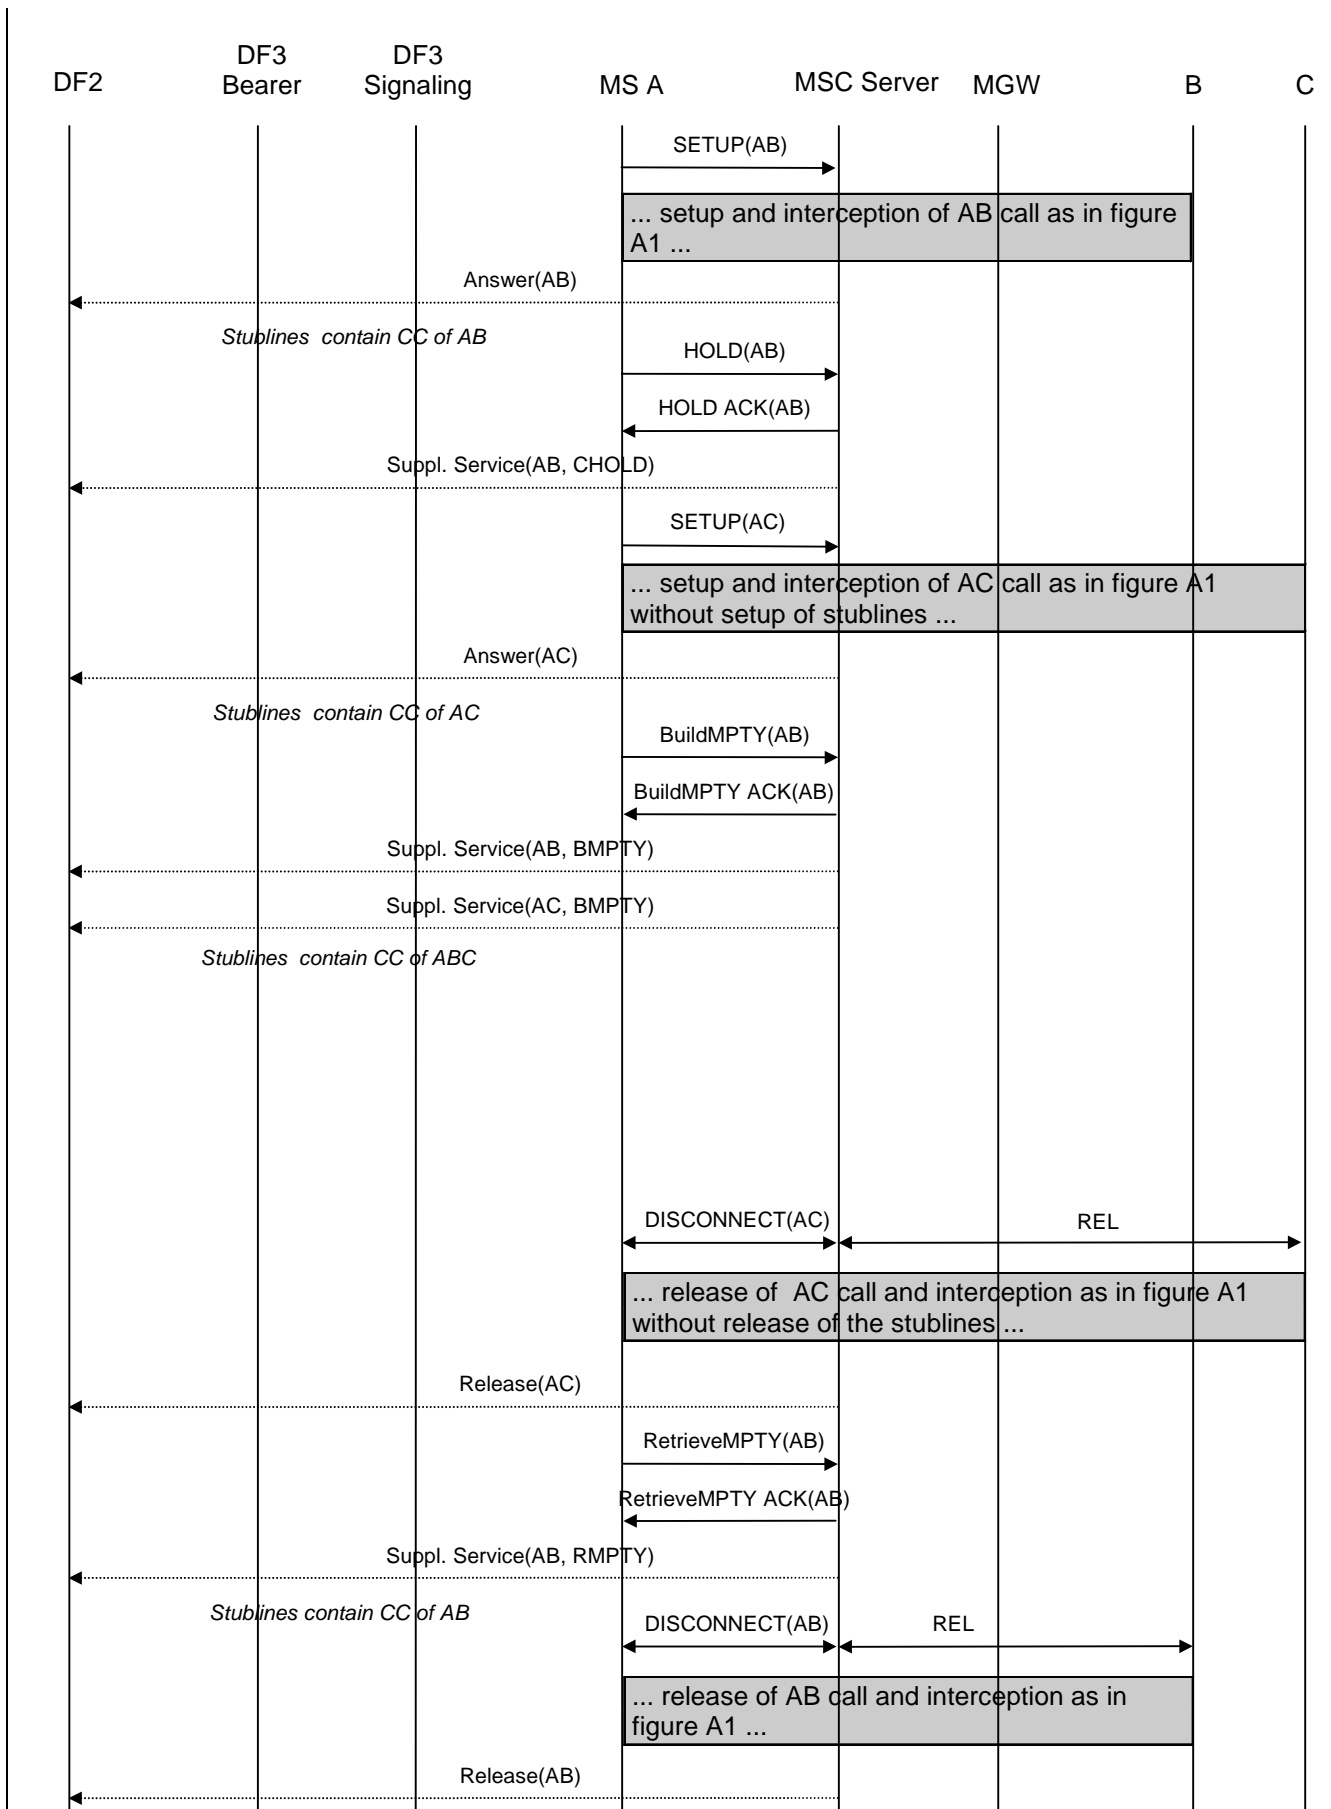 DF2
DF3
Bearer
DF3
Signaling
MS A
MSC Server
MGW
B
C
SETUP(AB)
... setup and interception of AB call as in figure
A1 ...
Answer(AB)
Stublines contain CC of AB
HOLD(AB)
HOLD ACK(AB)
Suppl. Service(AB, CHOLD)
SETUP(AC)
... setup and interception of AC call as in figure A1
without setup of stublines ...
Answer(AC)
Stublines contain CC of AC
BuildMPTY(AB)
BuildMPTY ACK(AB)
Suppl. Service(AB, BMPTY)
Suppl. Service(AC, BMPTY)
Stublines contain CC of ABC
DISCONNECT(AC)
REL
... release of AC call and interception as in figure A1
without release of the stublines ...
Release(AC)
RetrieveMPTY(AB)
RetrieveMPTY ACK(AB)
Suppl. Service(AB, RMPTY)
Stublines contain CC of AB
DISCONNECT(AB)
REL
... release of AB call and interception as in
figure A1 ...
Release(AB)